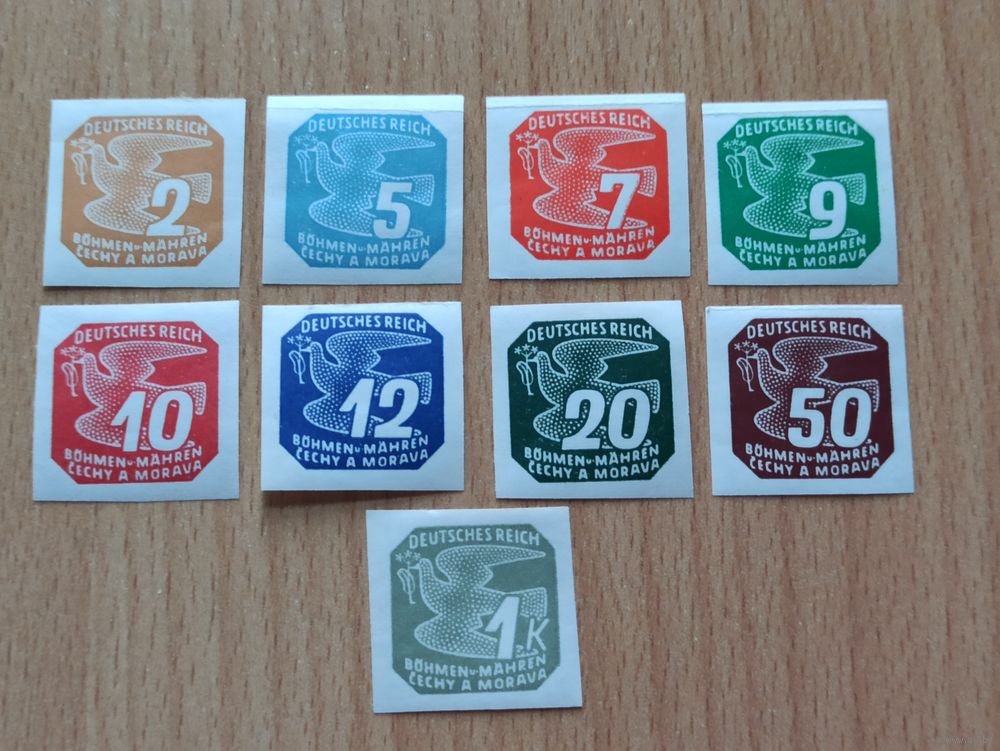 DEUTSCHES REICH
2
BÖHMEN u. MÄHREN
ČECHY A MORAVA
DEUTSCHES REICH
5
BÖHMEN u. MÄHREN
ČECHY A MORAVA
DEUTSCHES REICH
7
BÖHMEN u. MÄHREN
ČECHY A MORAVA
DEUTSCHES REICH
9
BÖHMEN u. MÄHREN
ČECHY A MORAVA
DEUTSCHES REICH
10
BÖHMEN u. MÄHREN
ČECHY A MORAVA
DEUTSCHES REICH
12
BÖHMEN u. MÄHREN
ČECHY A MORAVA
DEUTSCHES REICH
20
BÖHMEN u. MÄHREN
ČECHY A MORAVA
DEUTSCHES REICH
50
BÖHMEN u. MÄHREN
ČECHY A MORAVA
DEUTSCHES REICH
1 K
BÖHMEN u. MÄHREN
ČECHY A MORAVA